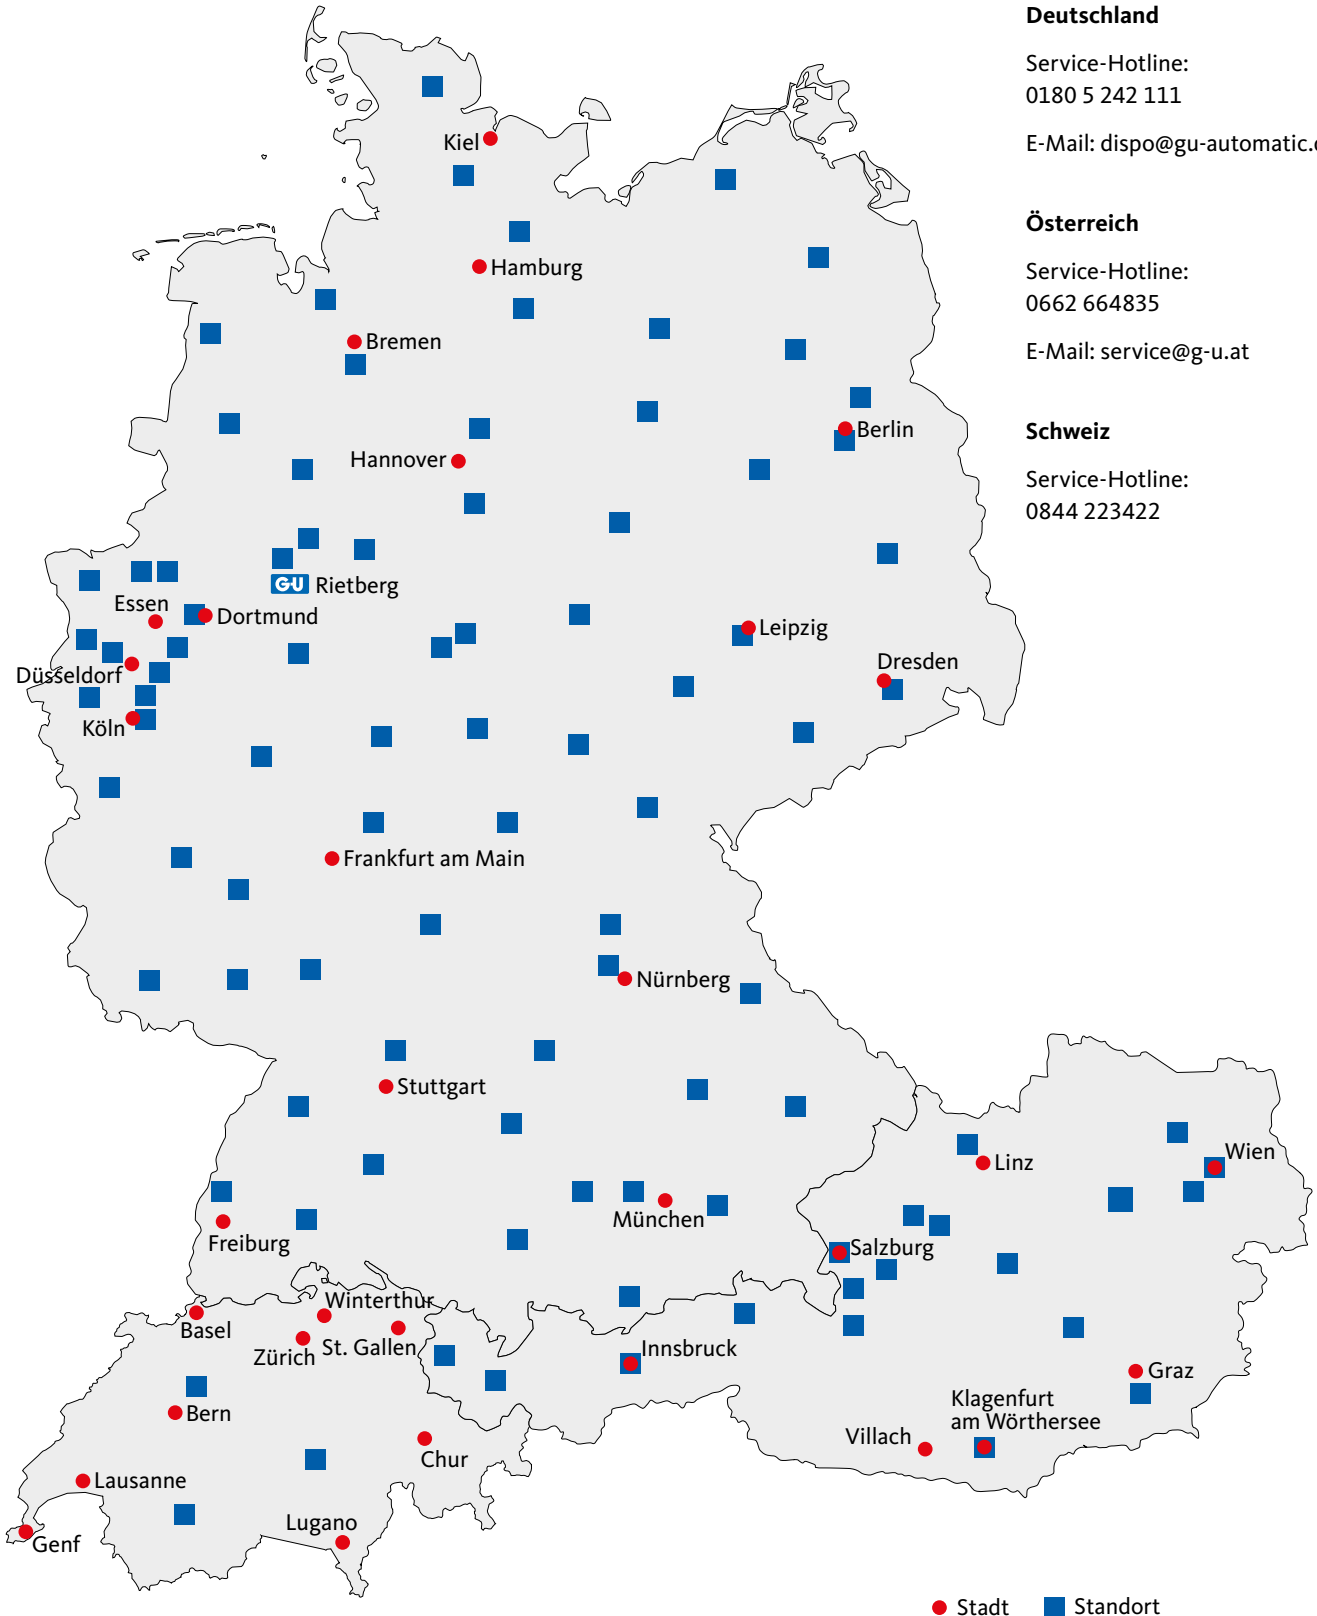 Deutschland
Service-Hotline:
0180 5 242 111
E-Mail: dispo@gu-automatic.
Österreich
Service-Hotline:
0662 664835
E-Mail: service@g-u.at
Schweiz
Service-Hotline:
0844 223422
Kiel
Hamburg
Bremen
Berlin
Hannover
GU Rietberg
Essen
Dortmund
Leipzig
Düsseldorf
Dresden
Köln
Frankfurt am Main
Nürnberg
Stuttgart
Linz
Wien
München
Freiburg
Salzburg
Winterthur
Basel
Zürich
St. Gallen
Innsbruck
Graz
Klagenfurt
am Wörthersee
Bern
Villach
Chur
Lausanne
Lugano
Genf
Stadt
Standort